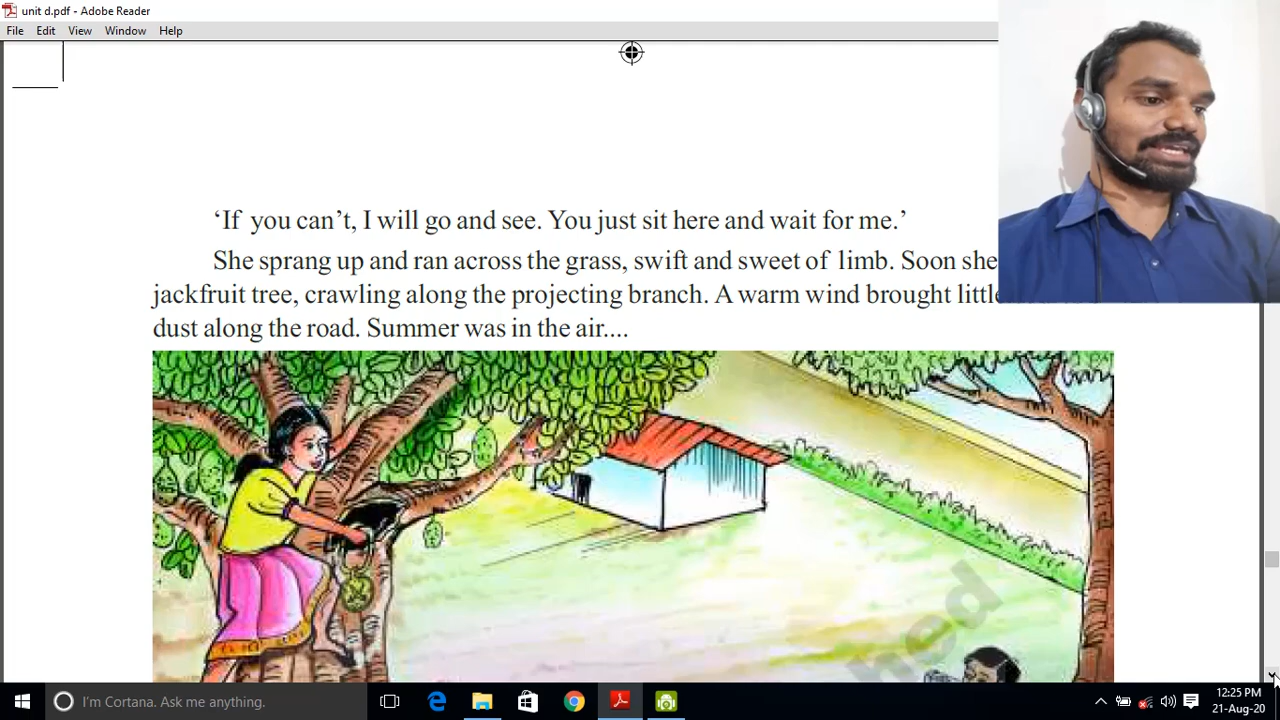 unit d.pdf - Adobe Reader
File Edit View Window Help
‘If you can’t, I will go and see. You just sit here and wait for me.’
She sprang up and ran across the grass, swift and sweet of limb. Soon she
jackfruit tree, crawling along the projecting branch. A warm wind brought little
dust along the road. Summer was in the air....
hed
I'm Cortana. Ask me anything.
12:25 PM
21-Aug-20